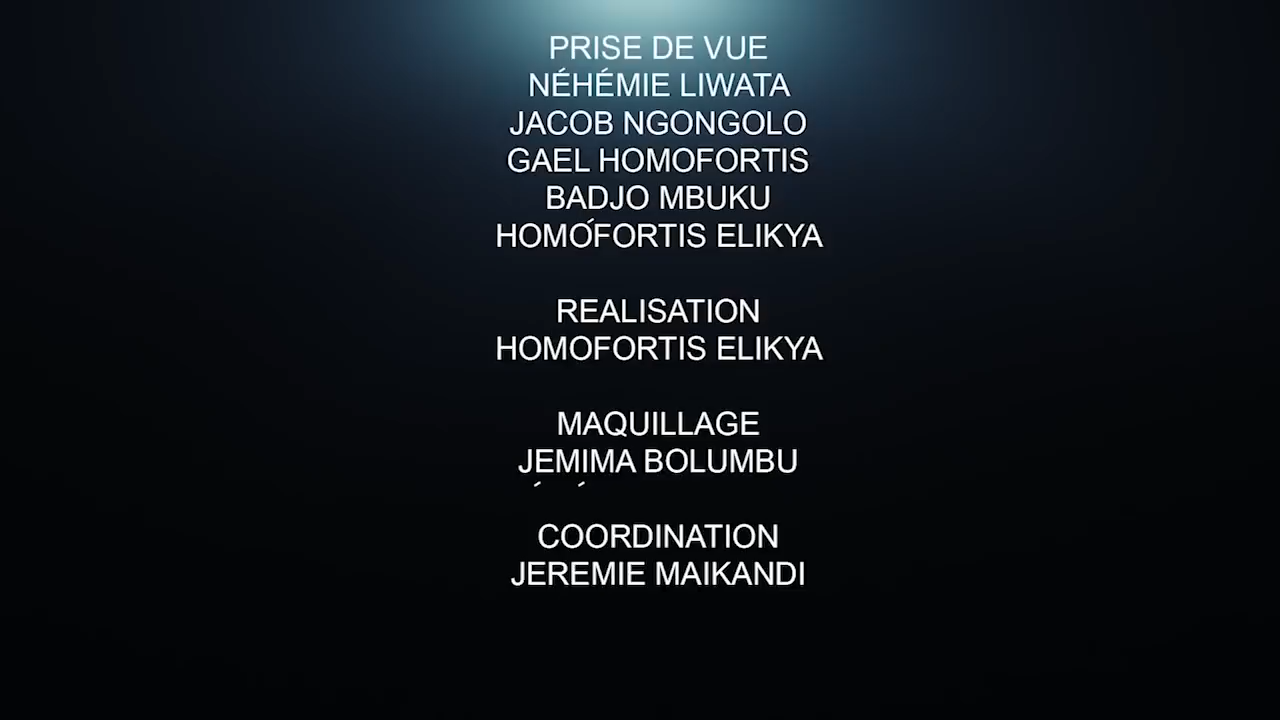 PRISE DE VUE
NÉHÉMIE LIWATA
JACOB NGONGOLO
GAEL HOMOFORTIS
BADJO MBUKU
HOMOFORTIS ELIKYA
REALISATION
HOMOFORTIS ELIKYA
MAQUILLAGE
JEMIMA BOLUMBU
COORDINATION
JEREMIE MAIKANDI